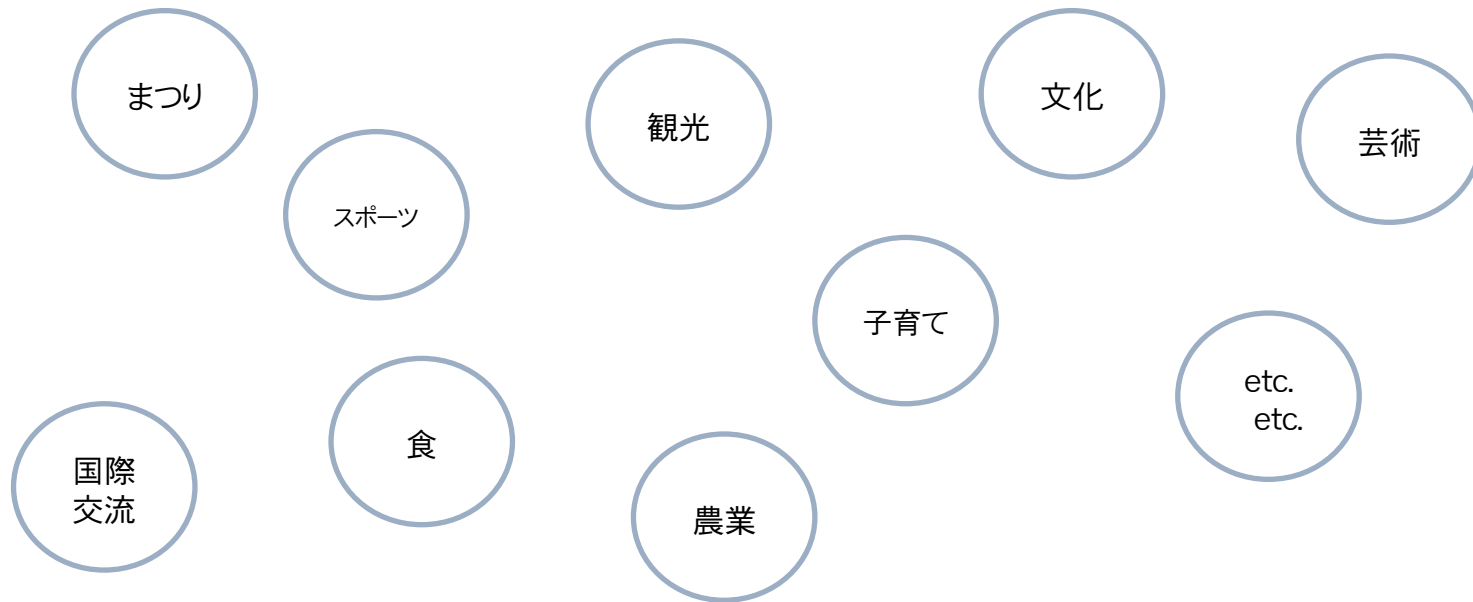 まつり
観光
文化
芸術
スポーツ
子育て
etc.
etc.
食
国際
交流
農業